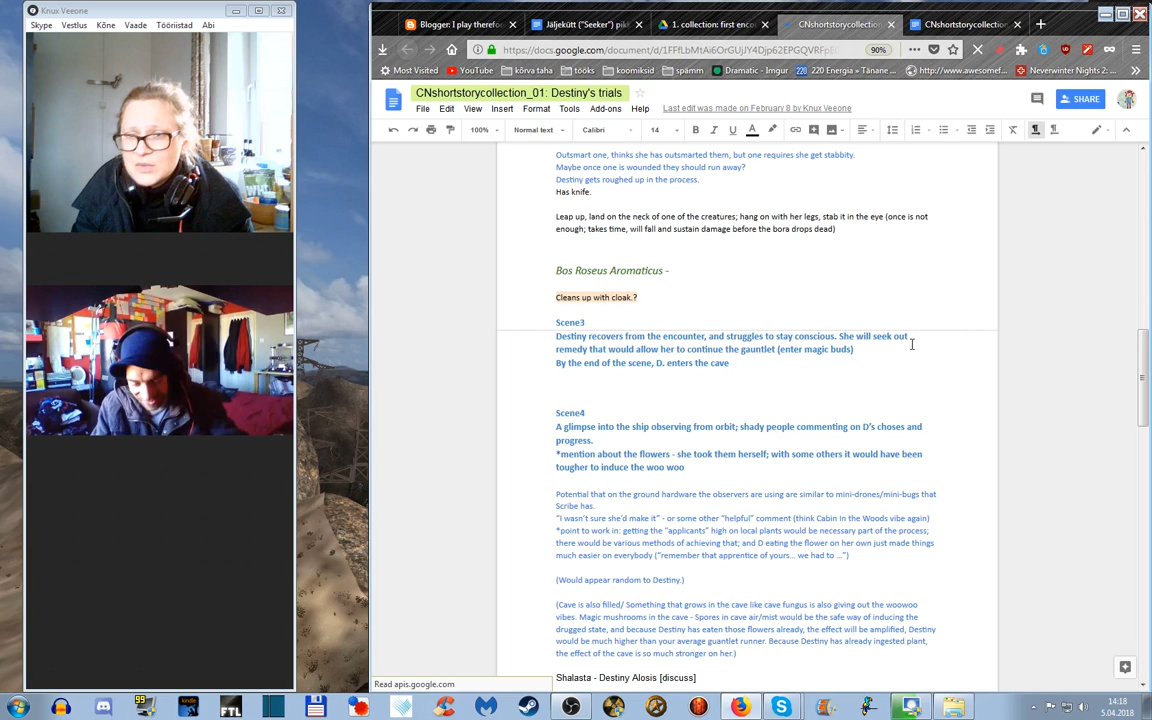 Knux Veeone
Skype Vestlus Kõne Vaade Tööriistad Abi
Blogger: I play therefor
Jäljekütt ("Seeker") pikk
1. collection: first enco
CNshortstorycollection
CNshortstorycollection
https://docs.google.com/document/d/
90%
Most Visited YouTube kõrva taha tööks koomiksid spämm Dramatic - Imgur 220 Energia » Tänane ... http://www.awesomef... Neverwinter Nights 2: ...
CNshortstorycollection_01: Destiny's trials
File Edit View Insert Format Tools Add-ons Help Last edit was made on February 8 by Knux Veeone
SHARE
100% Normal text Calibri 14 B I U A
Outsmart one, thinks she has outsmarted them, but one requires she get stabbity.
Maybe once one is wounded they should run away?
Destiny gets roughed up in the process.
Has knife.
Leap up, land on the neck of one of the creatures; hang on with her legs, stab it in the eye (once is not
enough; takes time, will fall and sustain damage before the bora drops dead)
Bos Roseus Aromaticus -
Cleans up with cloak.?
Scene3
Destiny recovers from the encounter, and struggles to stay conscious. She will seek out
remedy that would allow her to continue the gauntlet (enter magic buds)
By the end of the scene, D. enters the cave
Scene4
A glimpse into the ship observing from orbit; shady people commenting on D's choses and
progress.
*mention about the flowers - she took them herself; with some others it would have been
tougher to induce the woo woo
Potential that on the ground hardware the observers are using are similar to mini-drones/mini-bugs that
Scribe has.
"I wasn't sure she'd make it" - or some other "helpful" comment (think Cabin In the Woods vibe again)
*point to work in: getting the "applicants" high on local plants would be necessary part of the process;
there would be various methods of achieving that; and D eating the flower on her own just made things
much easier on everybody ("remember that apprentice of yours... we had to ...")
(Would appear random to Destiny.)
(Cave is also filled/ Something that grows in the cave like cave fungus is also giving out the woowoo
vibes. Magic mushrooms in the cave - Spores in cave air/mist would be the safe way of inducing the
drugged state, and because Destiny has eaten those flowers already, the effect will be amplified, Destiny
would be much higher than your average guantlet runner. Because Destiny has already ingested plant,
the effect of the cave is so much stronger on her.)
Shalasta - Destiny Alosis [discuss]
Read apis.google.com
99
kindle
FTL
14:18
5.04.2018